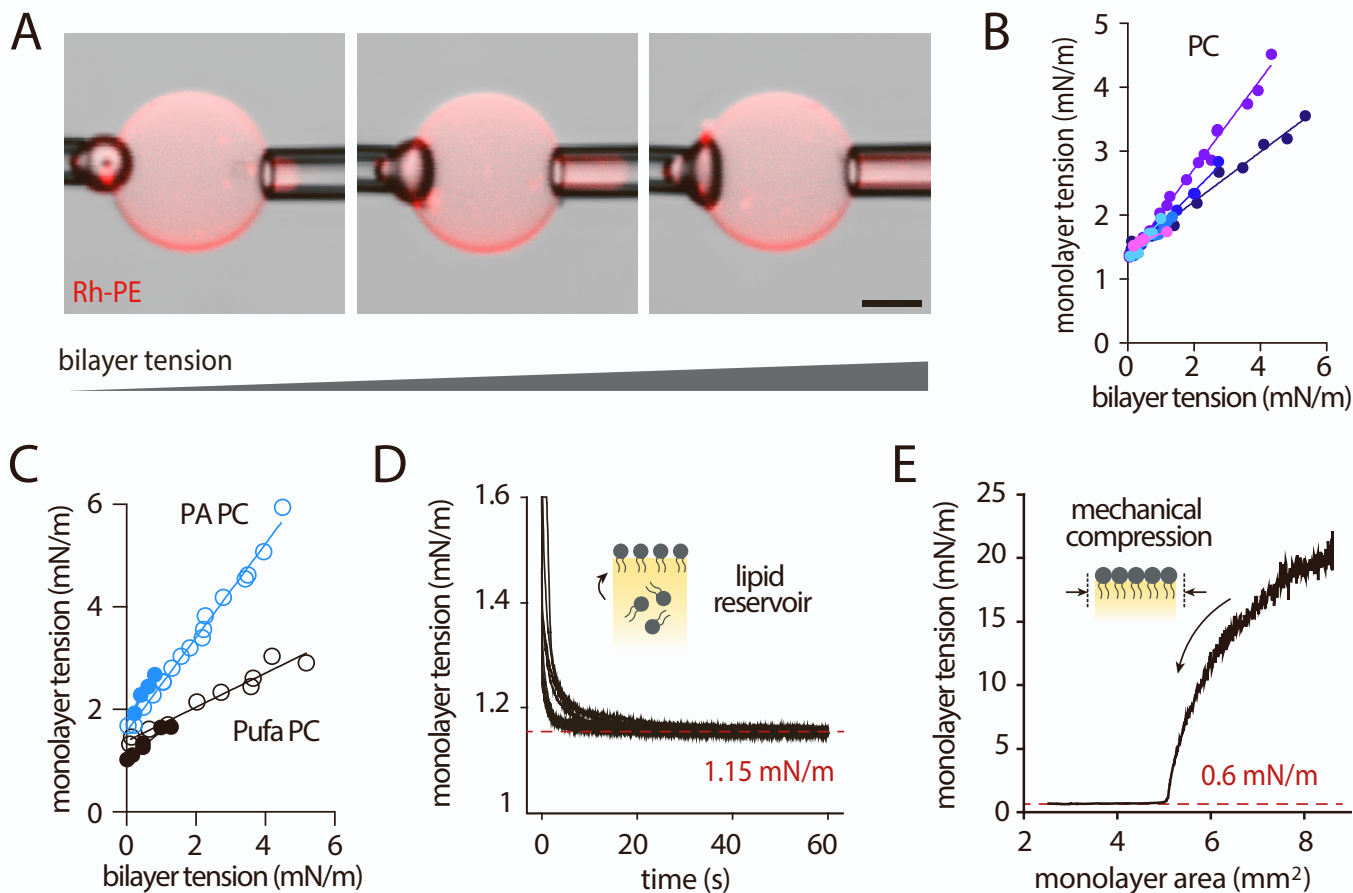 A
Rh-PE
bilayer tension
B
PC
monolayer tension (mN/m)
5
4
3
2
1
0
0 2 4 6
bilayer tension (mN/m)
C
PA PC
Pufa PC
monolayer tension (mN/m)
6
4
2
0
0 2 4 6
bilayer tension (mN/m)
D
lipid
reservoir
1.15 mN/m
monolayer tension (mN/m)
1.6
1.4
1.2
1
0 20 40 60
time (s)
E
mechanical
compression
0.6 mN/m
monolayer tension (mN/m)
25
20
15
10
5
0
2 4 6 8
monolayer area (mm²)